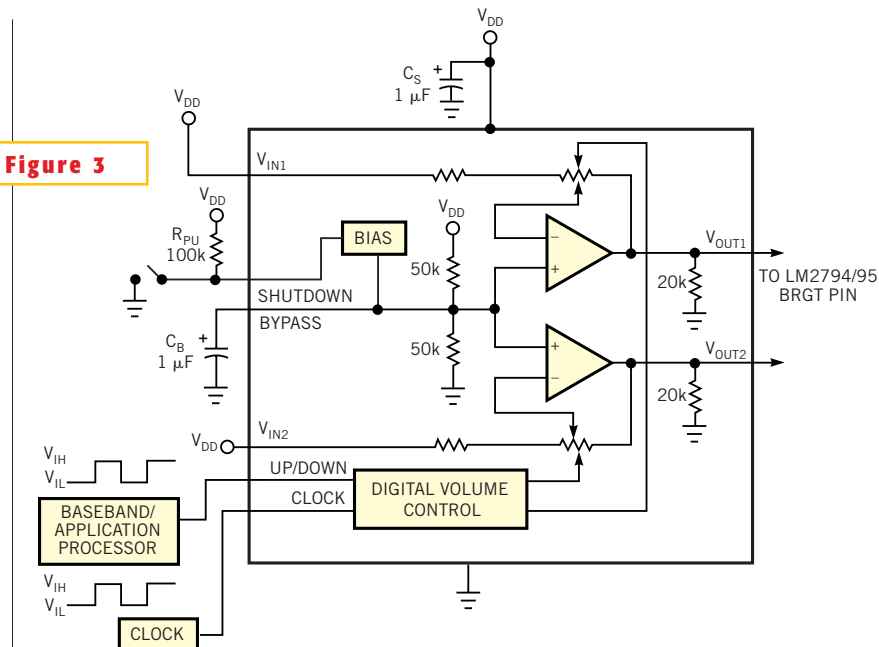 Figure 3
VDD
CS
+
1 µF
VDD
VIN1
VDD
RPU
100k
BIAS
VDD
50k
–
+
VOUT1
20k
TO LM2794/95
BRGT PIN
SHUTDOWN
BYPASS
CB
+
1 µF
50k
+
–
VOUT2
20k
VDD
VIN2
VIH
VIL
UP/DOWN
CLOCK
DIGITAL VOLUME
CONTROL
BASEBAND/
APPLICATION
PROCESSOR
VIH
VIL
CLOCK